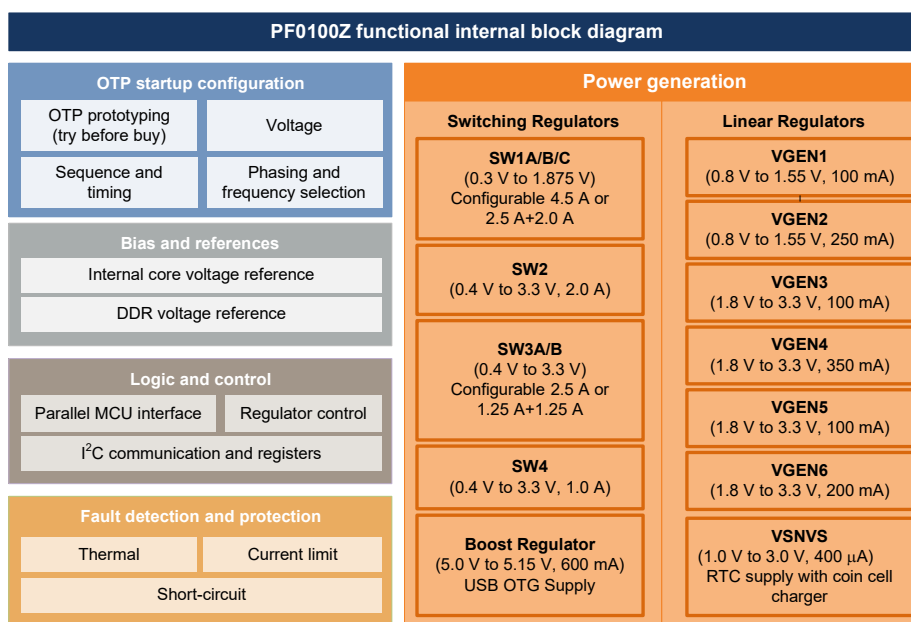 PF0100Z functional internal block diagram
OTP startup configuration
OTP prototyping
(try before buy)
Voltage
Sequence and
timing
Phasing and
frequency selection
Bias and references
Internal core voltage reference
DDR voltage reference
Logic and control
Parallel MCU interface
Regulator control
I²C communication and registers
Fault detection and protection
Thermal
Current limit
Short-circuit
Power generation
Switching Regulators
SW1A/B/C
(0.3 V to 1.875 V)
Configurable 4.5 A or
2.5 A+2.0 A
SW2
(0.4 V to 3.3 V, 2.0 A)
SW3A/B
(0.4 V to 3.3 V)
Configurable 2.5 A or
1.25 A+1.25 A
SW4
(0.4 V to 3.3 V, 1.0 A)
Boost Regulator
(5.0 V to 5.15 V, 600 mA)
USB OTG Supply
Linear Regulators
VGEN1
(0.8 V to 1.55 V, 100 mA)
VGEN2
(0.8 V to 1.55 V, 250 mA)
VGEN3
(1.8 V to 3.3 V, 100 mA)
VGEN4
(1.8 V to 3.3 V, 350 mA)
VGEN5
(1.8 V to 3.3 V, 100 mA)
VGEN6
(1.8 V to 3.3 V, 200 mA)
VSNVS
(1.0 V to 3.0 V, 400 μA)
RTC supply with coin cell
charger